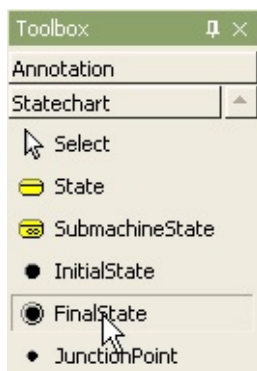 Toolbox
Annotation
Statechart
Select
State
SubmachineState
InitialState
FinalState
JunctionPoint